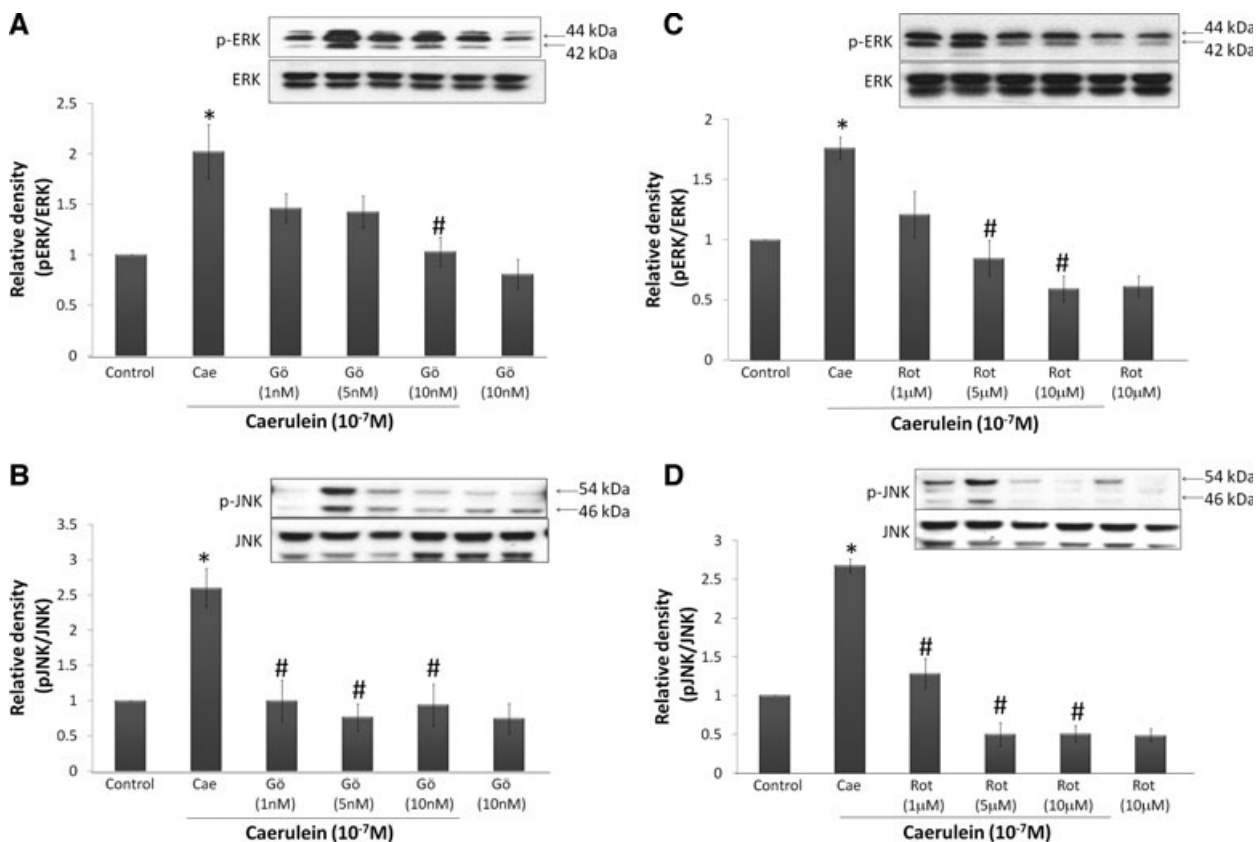 A
p-ERK
44 kDa
42 kDa
ERK
2.5
2
1.5
1
0.5
0
Relative density
(pERK/ERK)
*
#
Control Cae Gö Gö Gö Gö
(1nM) (5nM) (10nM) (10nM)
Caerulein (10⁻⁷M)
C
p-ERK
44 kDa
42 kDa
ERK
2
1.5
1
0.5
0
Relative density
(pERK/ERK)
*
# #
Control Cae Rot Rot Rot Rot
(1µM) (5µM) (10µM) (10µM)
Caerulein (10⁻⁷M)
B
p-JNK
54 kDa
46 kDa
JNK
3.5
3
2.5
2
1.5
1
0.5
0
Relative density
(pJNK/JNK)
*
# # #
Control Cae Gö Gö Gö Gö
(1nM) (5nM) (10nM) (10nM)
Caerulein (10⁻⁷M)
D
p-JNK
54 kDa
46 kDa
JNK
3
2.5
2
1.5
1
0.5
0
Relative density
(pJNK/JNK)
*
# # #
Control Cae Rot Rot Rot Rot
(1µM) (5µM) (10µM) (10µM)
Caerulein (10⁻⁷M)